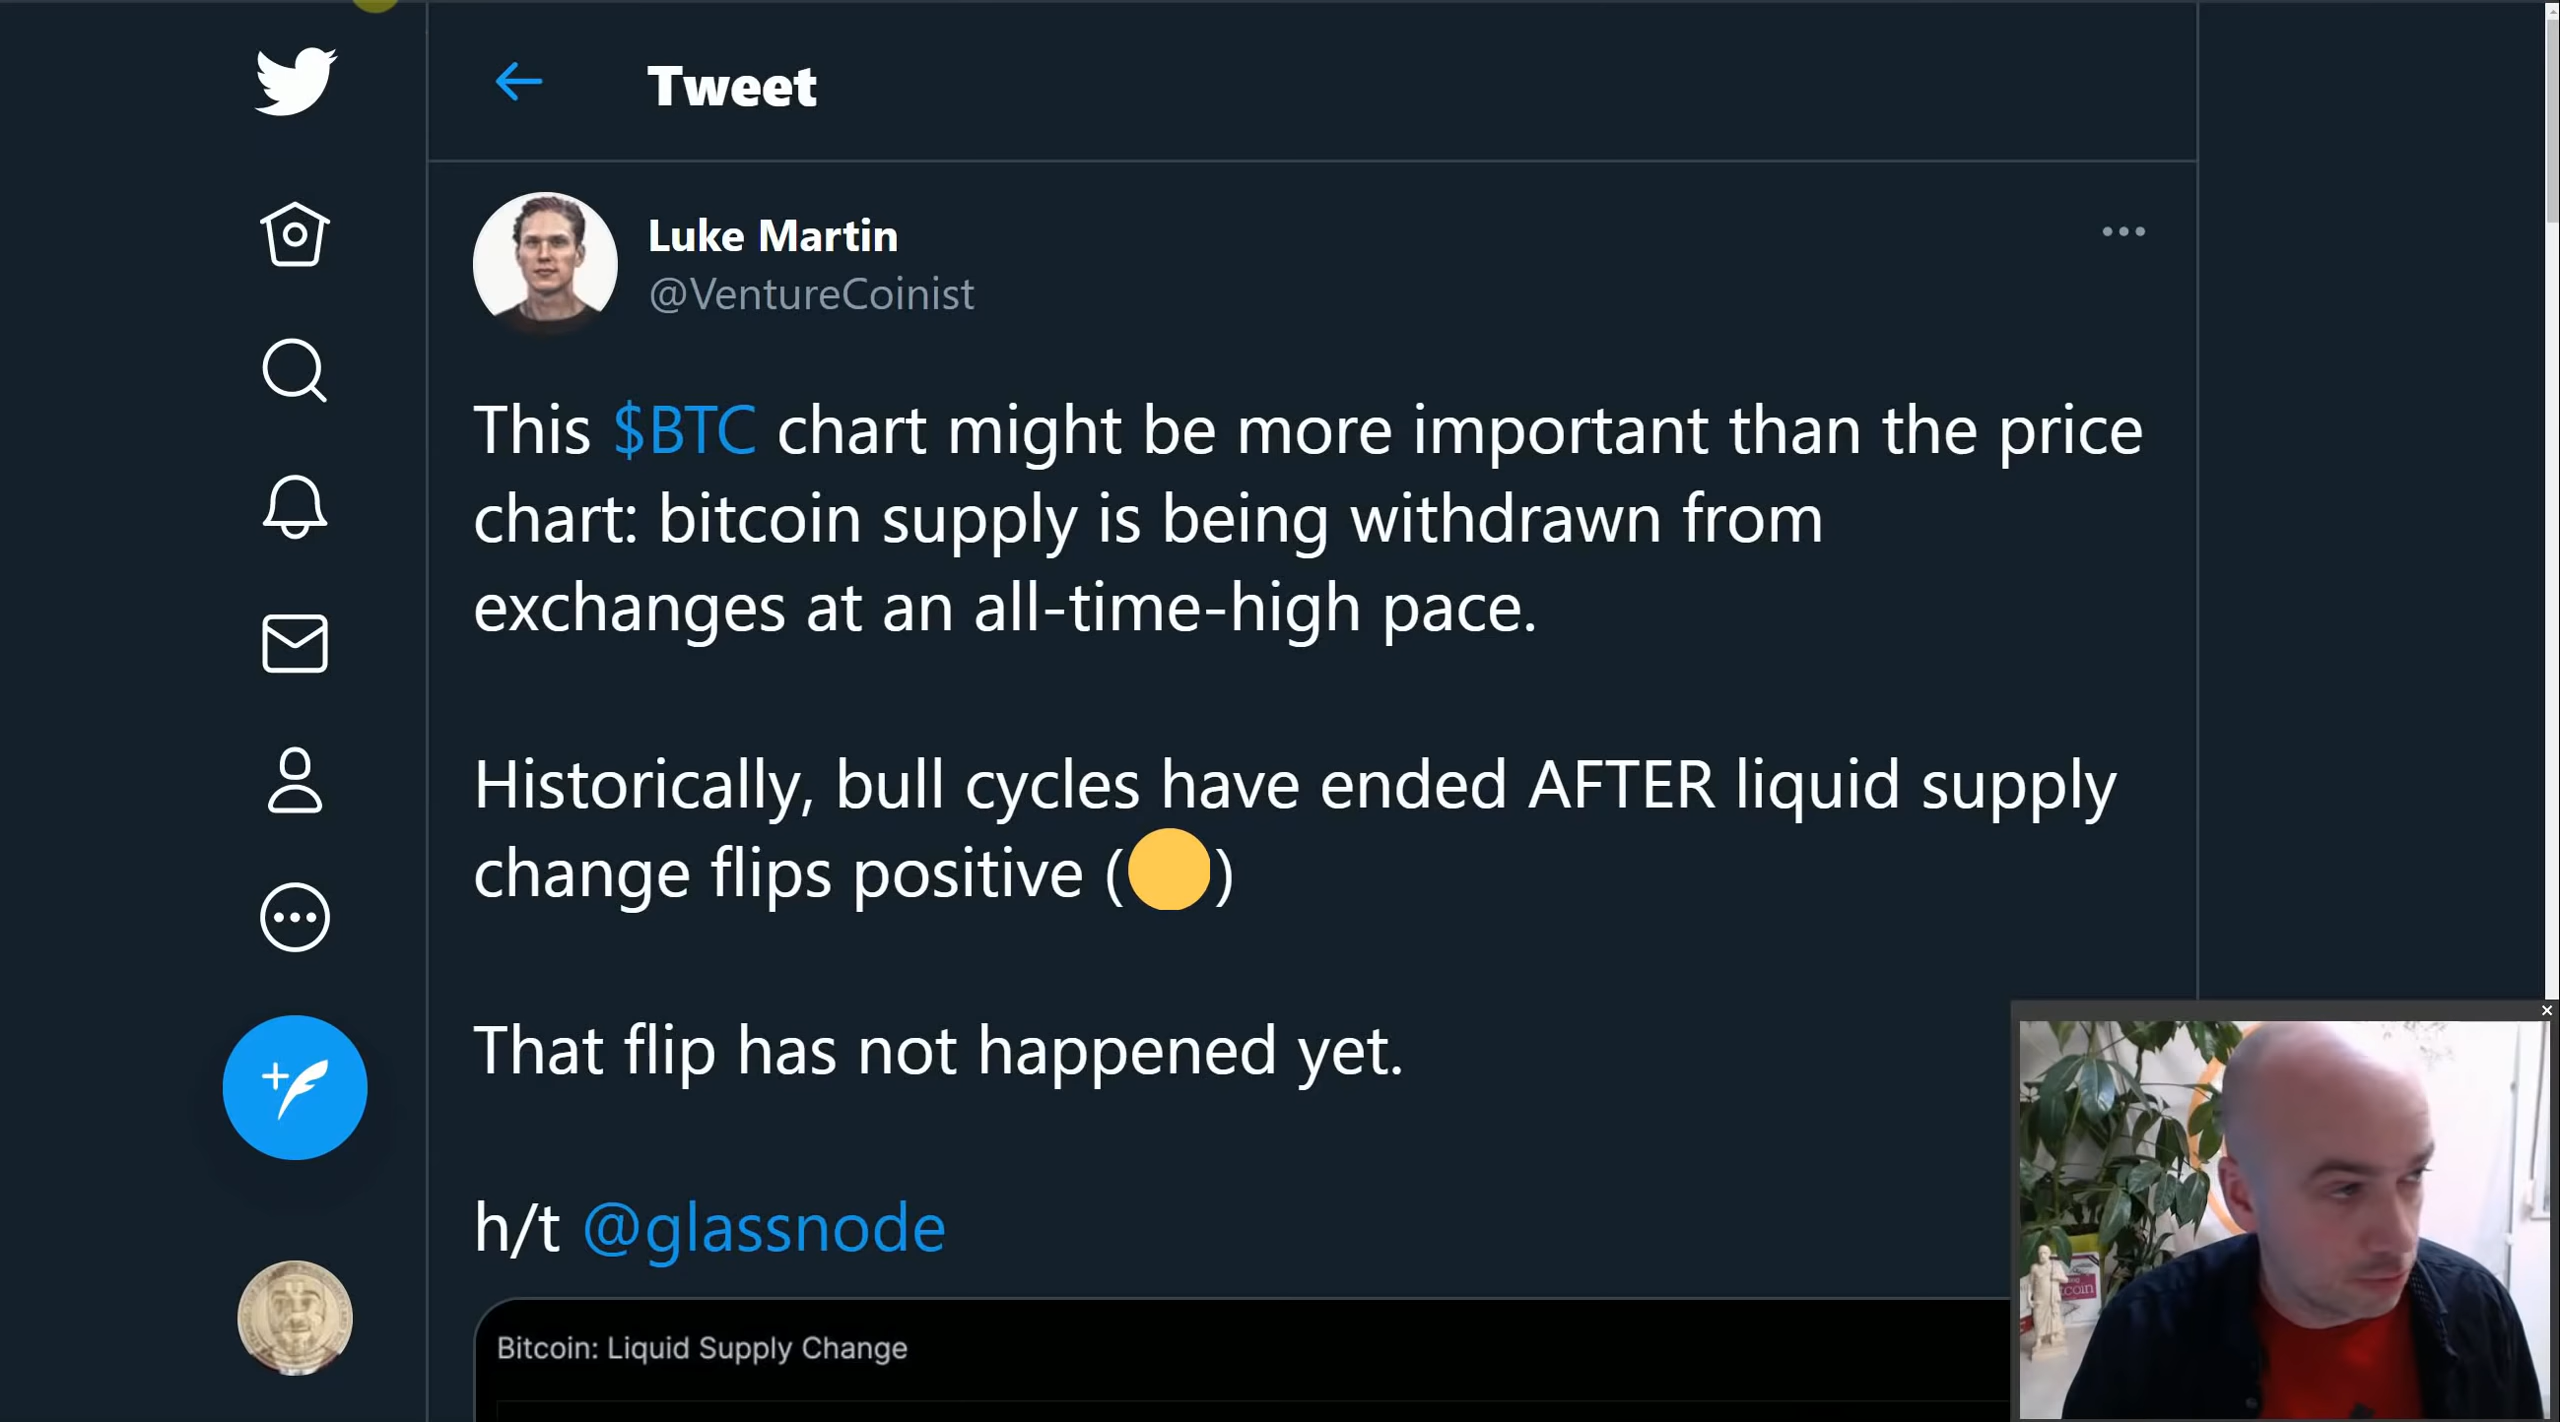 Tweet
Luke Martin
@VentureCoinist
This $BTC chart might be more important than the price
chart: bitcoin supply is being withdrawn from
exchanges at an all-time-high pace.
Historically, bull cycles have ended AFTER liquid supply
change flips positive (🟡)
That flip has not happened yet.
h/t @glassnode
Bitcoin: Liquid Supply Change
coin